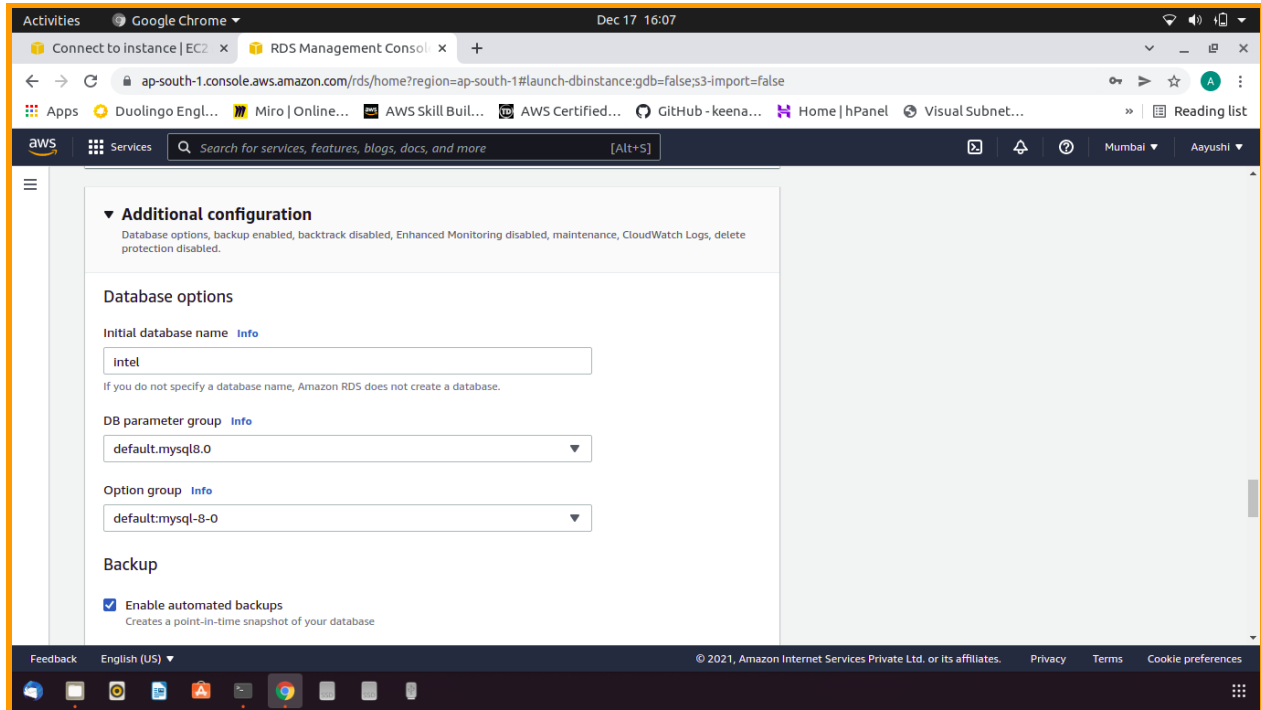 Activities
Google Chrome
Dec 17 16:07
Connect to instance | EC2
RDS Management Consol
ap-south-1.console.aws.amazon.com/rds/home?region=ap-south-1#launch-dbinstance:gdb=false;s3-import=false
A
Apps
Duolingo Engl...
Miro | Online...
AWS Skill Buil...
AWS Certified...
GitHub - keena...
Home | hPanel
Visual Subnet...
»
Reading list
aws
Services
Search for services, features, blogs, docs, and more
[Alt+S]
Mumbai
Aayushi
Additional configuration
Database options, backup enabled, backtrack disabled, Enhanced Monitoring disabled, maintenance, CloudWatch Logs, delete
protection disabled.
Database options
Initial database name Info
intel
If you do not specify a database name, Amazon RDS does not create a database.
DB parameter group Info
default.mysql8.0
Option group Info
default:mysql-8-0
Backup
Enable automated backups
Creates a point-in-time snapshot of your database
Feedback
English (US)
© 2021, Amazon Internet Services Private Ltd. or its affiliates.
Privacy
Terms
Cookie preferences